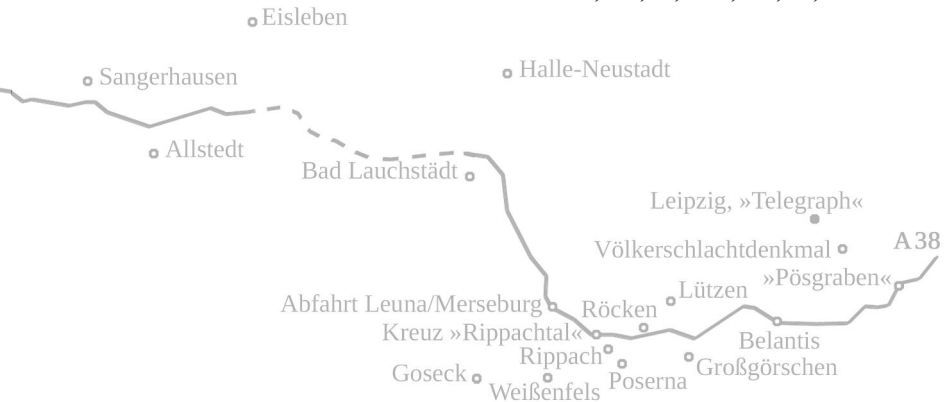 Eisleben
Sangerhausen
Halle-Neustadt
Allstedt
Bad Lauchstädt
Leipzig, »Telegraph«
A 38
Völkerschlachtdenkmal
»Pösgraben«
Lützen
Abfahrt Leuna/Merseburg
Röcken
Kreuz »Rippachtal«
Belantis
Rippach
Großgörschen
Goseck
Poserna
Weißenfels